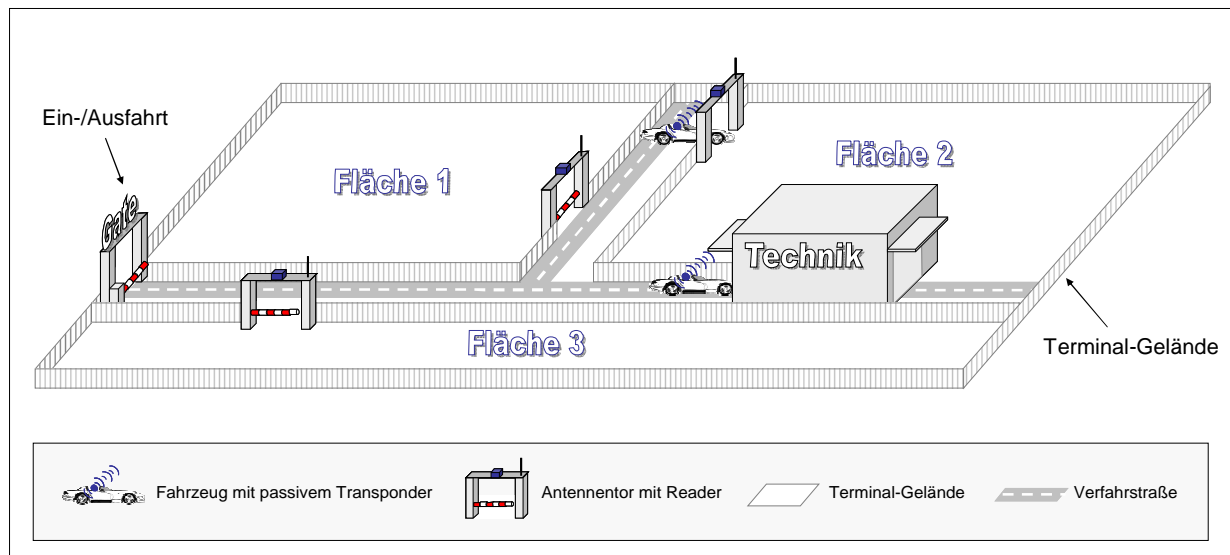 Ein-/Ausfahrt
Gate
Fläche 1
Fläche 2
Technik
Fläche 3
Terminal-Gelände
Fahrzeug mit passivem Transponder
Antennentor mit Reader
Terminal-Gelände
Verfahrstraße